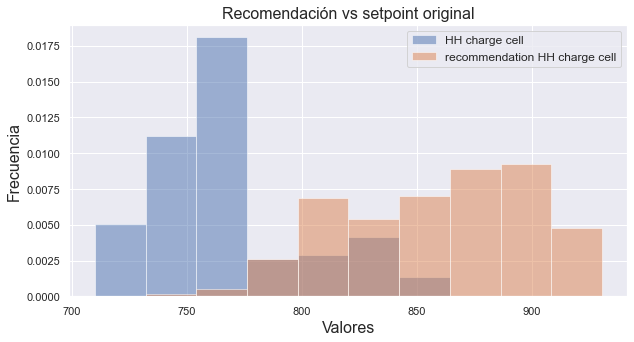 Recomendación vs setpoint original
HH charge cell
recommendation HH charge cell
Frecuencia
0.0175
0.0150
0.0125
0.0100
0.0075
0.0050
0.0025
0.0000
700
750
800
850
900
Valores